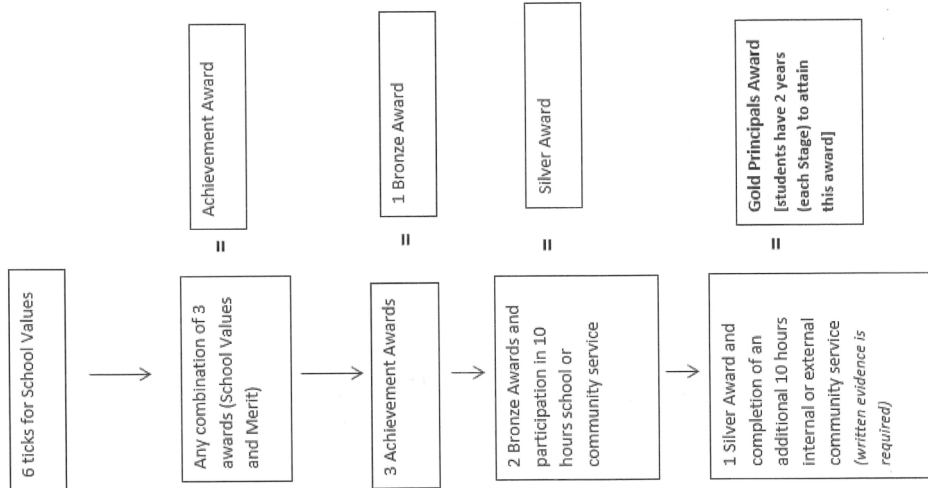 6 ticks for School Values
Any combination of 3
awards (School Values
and Merit)
=
Achievement Award
3 Achievement Awards
=
1 Bronze Award
2 Bronze Awards and
participation in 10
hours school or
community service
=
Silver Award
1 Silver Award and
completion of an
additional 10 hours
internal or external
community service
(written evidence is
required)
=
Gold Principals Award
[students have 2 years
(each Stage) to attain
this award]